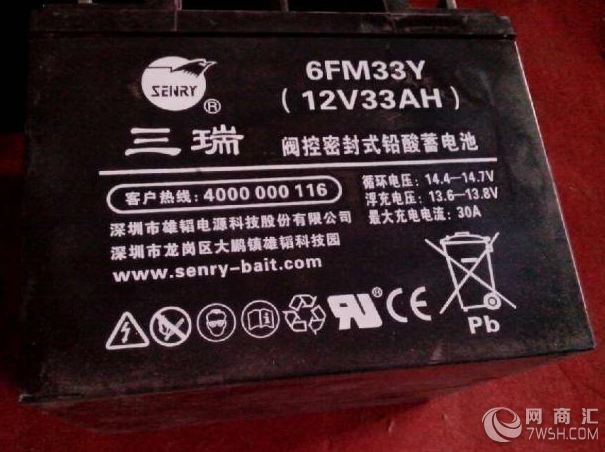 SENRY
®
6FM33Y
(12V33AH)
三瑞
阀控密封式铅酸蓄电池
客户热线: 4000 000 116
循环电压: 14.4—14.7V
浮充电压: 13.6—13.8V
最大充电电流: 30A
深圳市雄韬电源科技股份有限公司
深圳市龙岗区大鹏镇雄韬科技园
www.senry-bait.com
Pb
网商汇
7WSH.COM